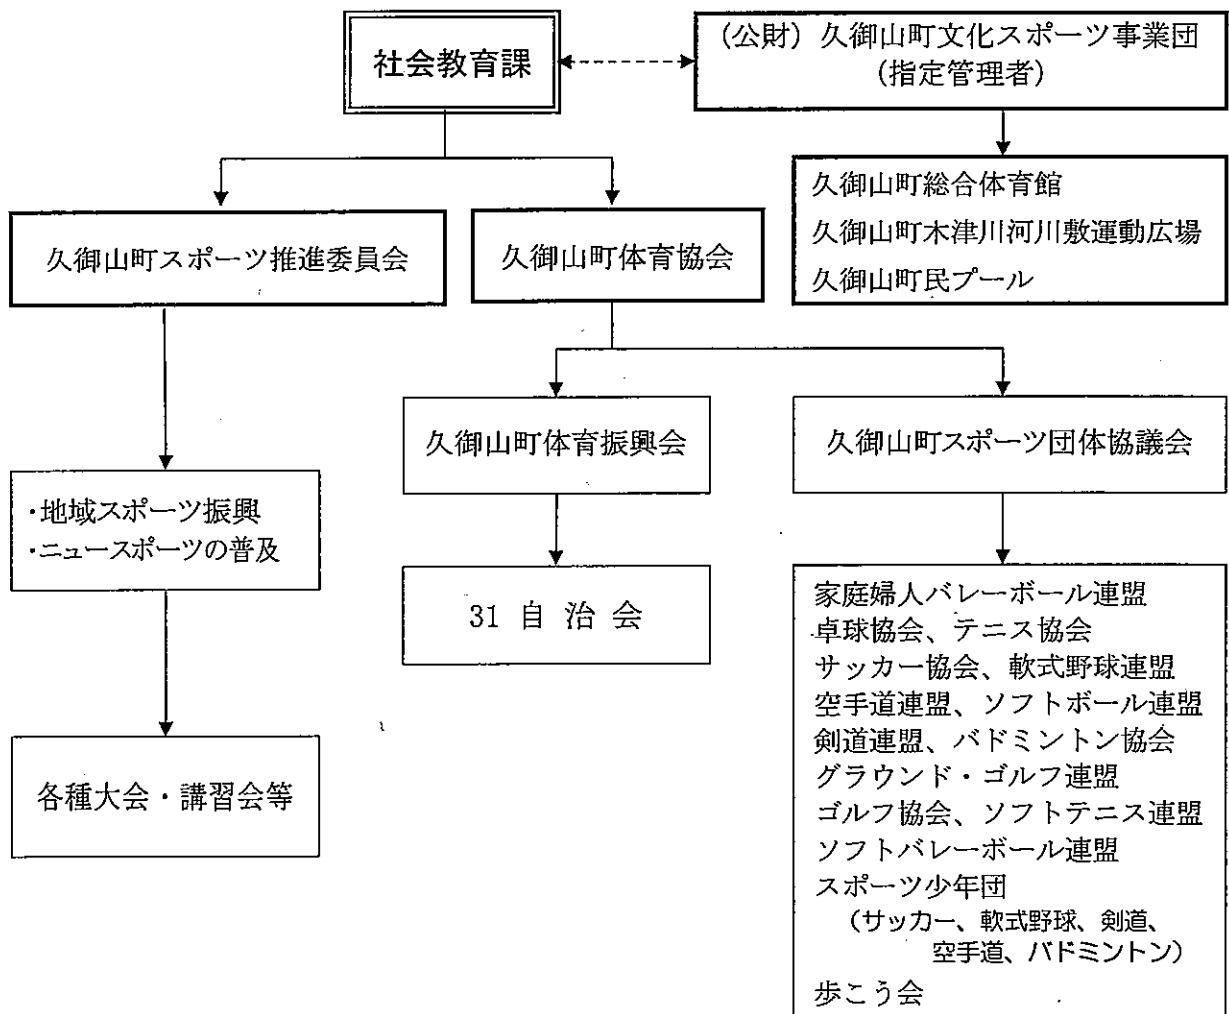 社会教育課
(公財) 久御山町文化スポーツ事業団
(指定管理者)
久御山町総合体育館
久御山町木津川河川敷運動広場
久御山町民プール
久御山町スポーツ推進委員会
久御山町体育協会
久御山町体育振興会
久御山町スポーツ団体協議会
・地域スポーツ振興
・ニュースポーツの普及
31 自 治 会
各種大会・講習会等
家庭婦人バレーボール連盟
卓球協会、テニス協会
サッカー協会、軟式野球連盟
空手道連盟、ソフトボール連盟
剣道連盟、バドミントン協会
グラウンド・ゴルフ連盟
ゴルフ協会、ソフトテニス連盟
ソフトバレーボール連盟
スポーツ少年団
(サッカー、軟式野球、剣道、
空手道、バドミントン)
歩こう会